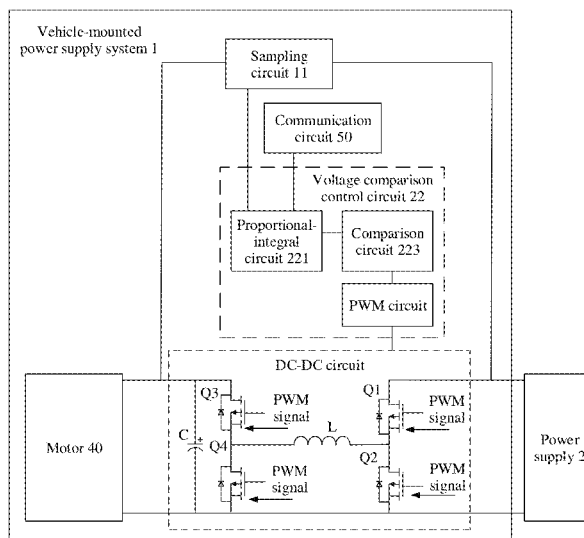 Vehicle-mounted
power supply system 1
Sampling
circuit 11
Communication
circuit 50
Voltage comparison
control circuit 22
Proportional-
integral
circuit 221
Comparison
circuit 223
PWM circuit
DC-DC circuit
Q3
PWM
signal
Q1
PWM
signal
Motor 40
C
+
Q4
L
Q2
PWM
signal
PWM
signal
Power
supply 2